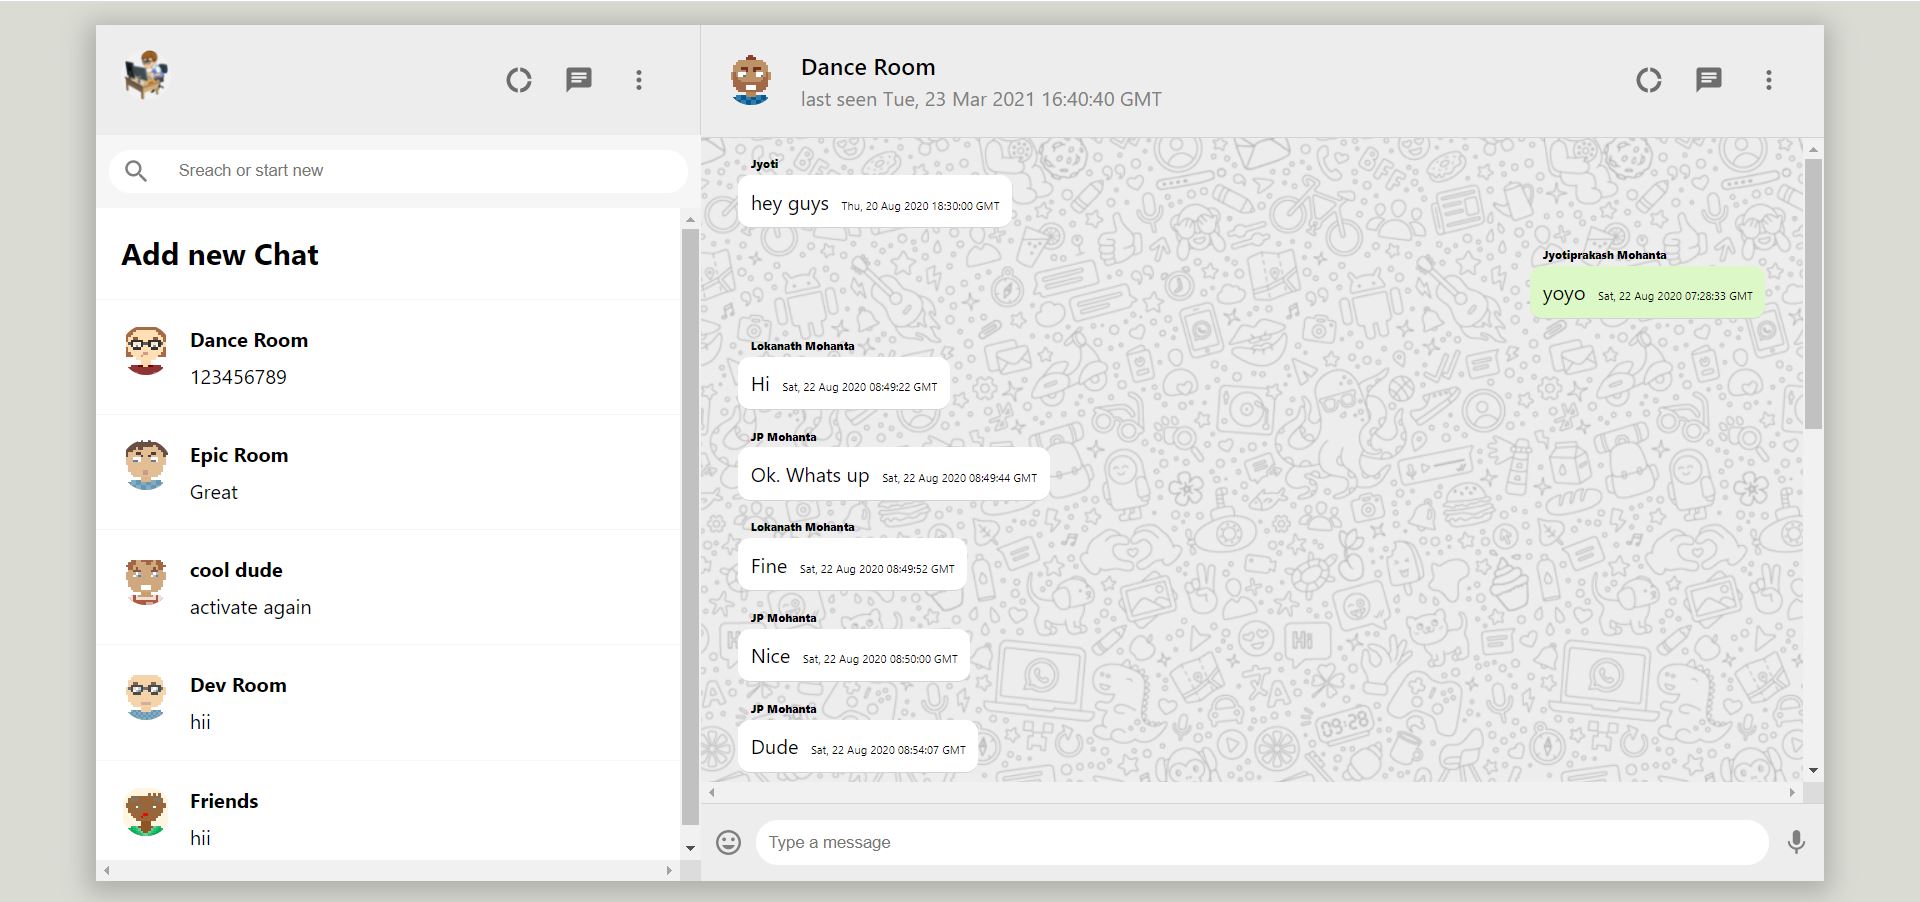 Sreach or start new
Add new Chat
Dance Room
123456789
Epic Room
Great
cool dude
activate again
Dev Room
hii
Friends
hii
Dance Room
last seen Tue, 23 Mar 2021 16:40:40 GMT
Jyoti
hey guys Thu, 20 Aug 2020 18:30:00 GMT
Jyotiprakash Mohanta
yoyo Sat, 22 Aug 2020 07:28:33 GMT
Lokanath Mohanta
Hi Sat, 22 Aug 2020 08:49:22 GMT
JP Mohanta
Ok. Whats up Sat, 22 Aug 2020 08:49:44 GMT
Lokanath Mohanta
Fine Sat, 22 Aug 2020 08:49:52 GMT
JP Mohanta
Nice Sat, 22 Aug 2020 08:50:00 GMT
JP Mohanta
Dude Sat, 22 Aug 2020 08:54:07 GMT
BFF
BFF
Hi
09:28
Type a message